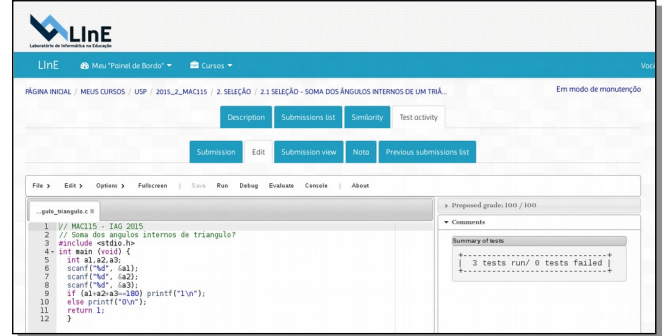 LInE
Laboratório de Informática na Educação
LInE Meu "Painel de Bordo" Cursos Você
PÁGINA INICIAL / MEUS CURSOS / USP / 2015_2_MAC115 / 2. SELEÇÃO / 2.1 SELEÇÃO - SOMA DOS ÂNGULOS INTERNOS DE UM TRIÂ... Em modo de manutenção
Description Submissions list Similarity Test activity
Submission Edit Submission view Nota Previous submissions list
File > Edit > Options > Fullscreen | Save Run Debug Evaluate Console | About
...gulo_triangulo.c
1 // MAC115 - IAG 2015
2 // Soma dos angulos internos de triangulo?
3 #include <stdio.h>
4 int main (void) {
5 int a1,a2,a3;
6 scanf("%d", &a1);
7 scanf("%d", &a2);
8 scanf("%d", &a3);
9 if (a1+a2+a3==180) printf("1\n");
10 else printf("0\n");
11 return 1;
12 }
Proposed grade: 100 / 100
Comments
Summary of tests
+------------------------------+
| 3 tests run/ 0 tests failed |
+------------------------------+